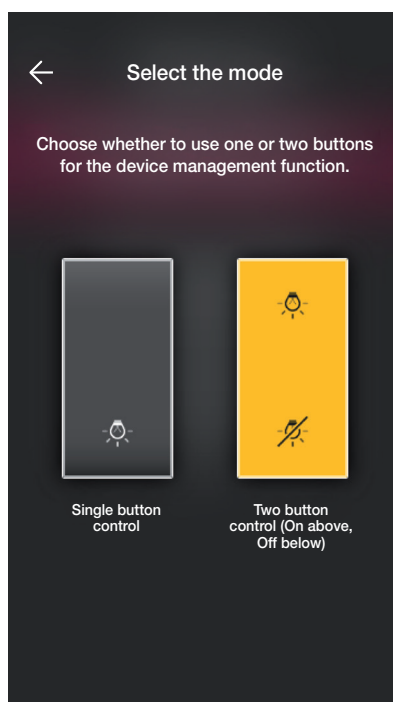 Select the mode
Choose whether to use one or two buttons
for the device management function.
Single button
control
Two button
control (On above,
Off below)